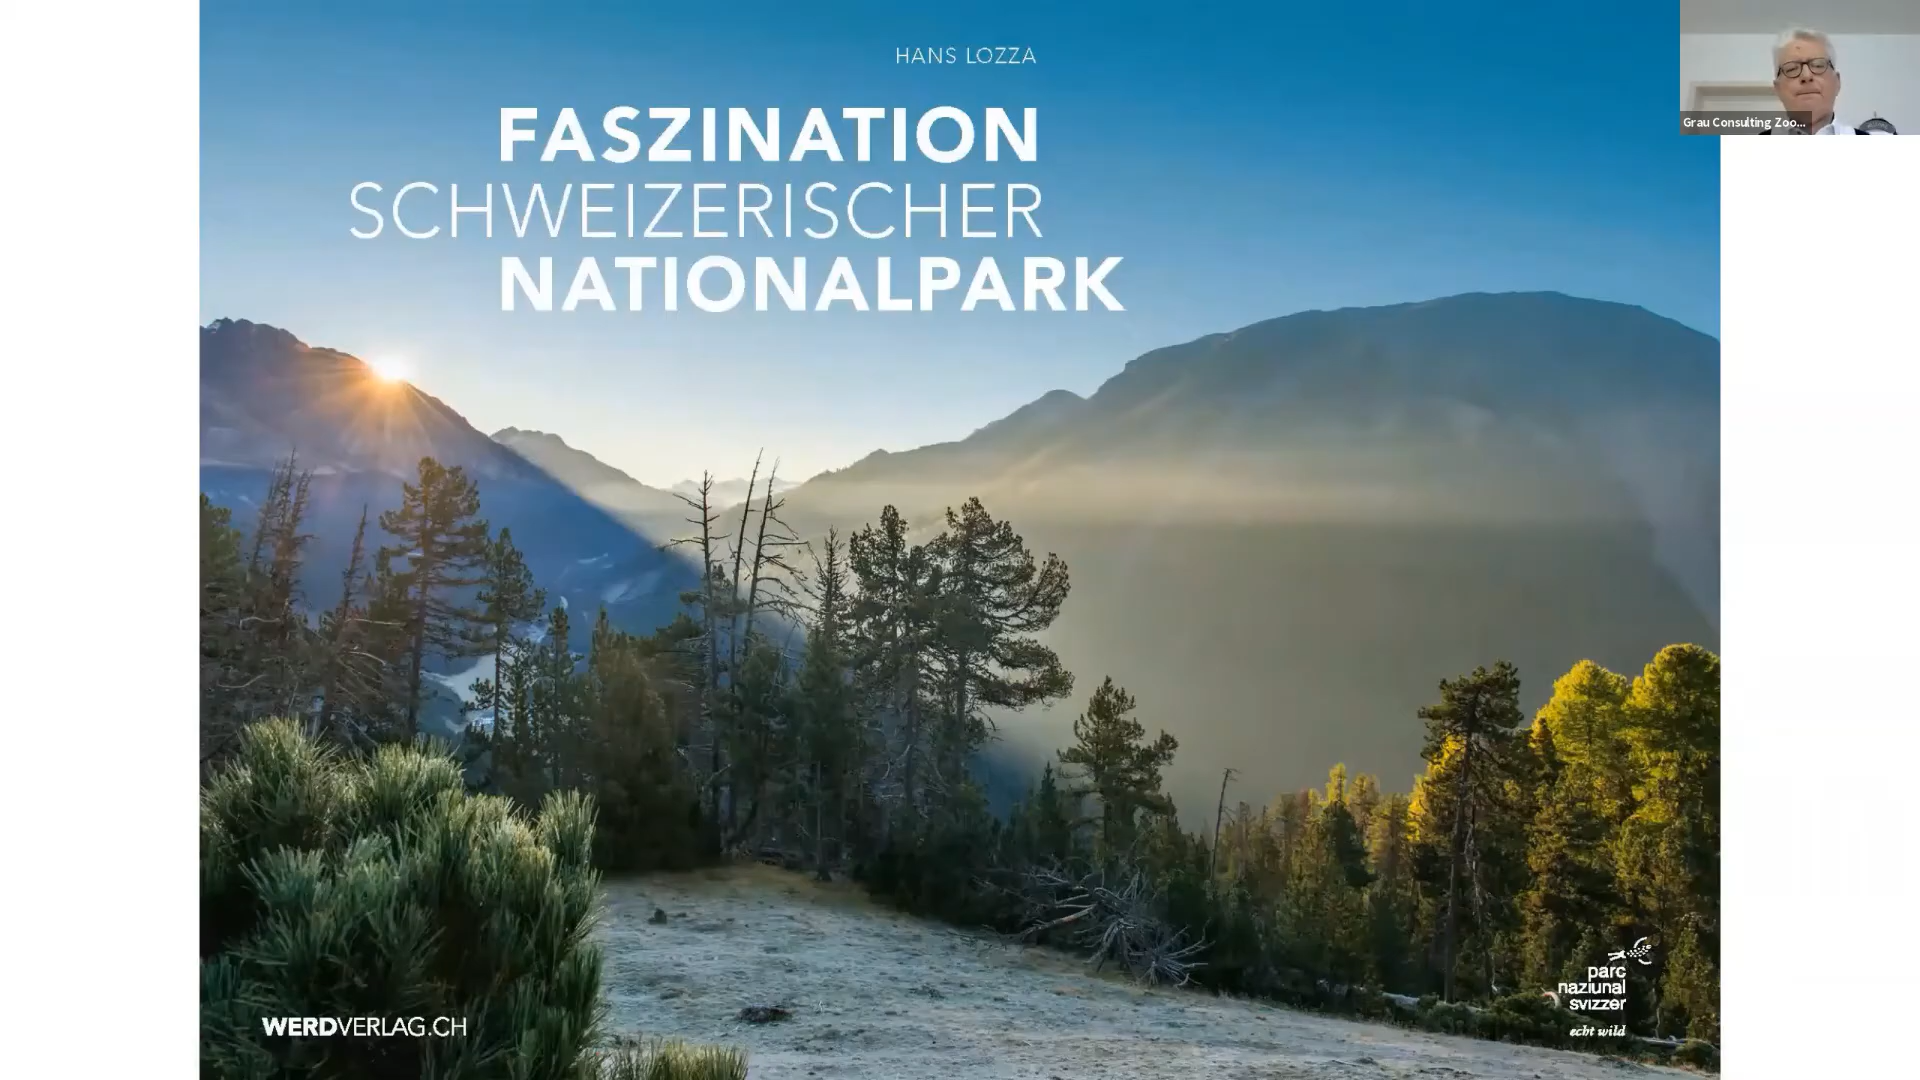 HANS LOZZA
FASZINATION
SCHWEIZERISCHER
NATIONALPARK
Grau Consulting Zoo...
parc
naziunal
svizzer
echt wild
WERDVERLAG.CH